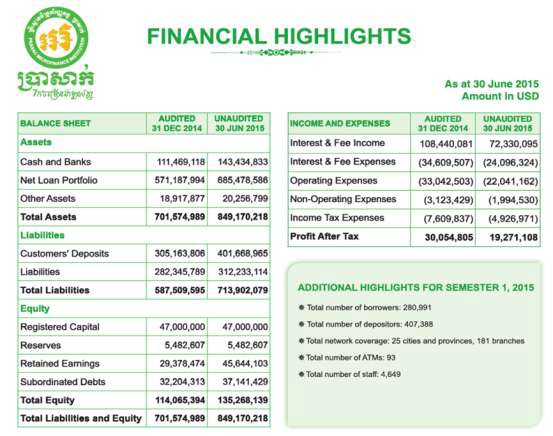 ប្រាសាក់
FINANCIAL HIGHLIGHTS
As at 30 June 2015
Amount in USD
BALANCE SHEET AUDITED 31 DEC 2014 UNAUDITED 30 JUN 2015
Assets
Cash and Banks 111,469,118 143,434,833
Net Loan Portfolio 571,187,994 685,478,586
Other Assets 18,917,877 20,256,799
Total Assets 701,574,989 849,170,218
Liabilities
Customers' Deposits 305,163,806 401,668,965
Liabilities 282,345,789 312,233,114
Total Liabilities 587,509,595 713,902,079
Equity
Registered Capital 47,000,000 47,000,000
Reserves 5,482,607 5,482,607
Retained Earnings 29,378,474 45,644,103
Subordinated Debts 32,204,313 37,141,429
Total Equity 114,065,394 135,268,139
Total Liabilities and Equity 701,574,989 849,170,218
INCOME AND EXPENSES AUDITED 31 DEC 2014 UNAUDITED 30 JUN 2015
Interest & Fee Income 108,440,081 72,330,095
Interest & Fee Expenses (34,609,507) (24,096,324)
Operating Expenses (33,042,503) (22,041,162)
Non-Operating Expenses (3,123,429) (1,994,530)
Income Tax Expenses (7,609,837) (4,926,971)
Profit After Tax 30,054,805 19,271,108
ADDITIONAL HIGHLIGHTS FOR SEMESTER 1, 2015
Total number of borrowers: 280,991
Total number of depositors: 407,388
Total network coverage: 25 cities and provinces, 181 branches
Total number of ATMs: 93
Total number of staff: 4,649